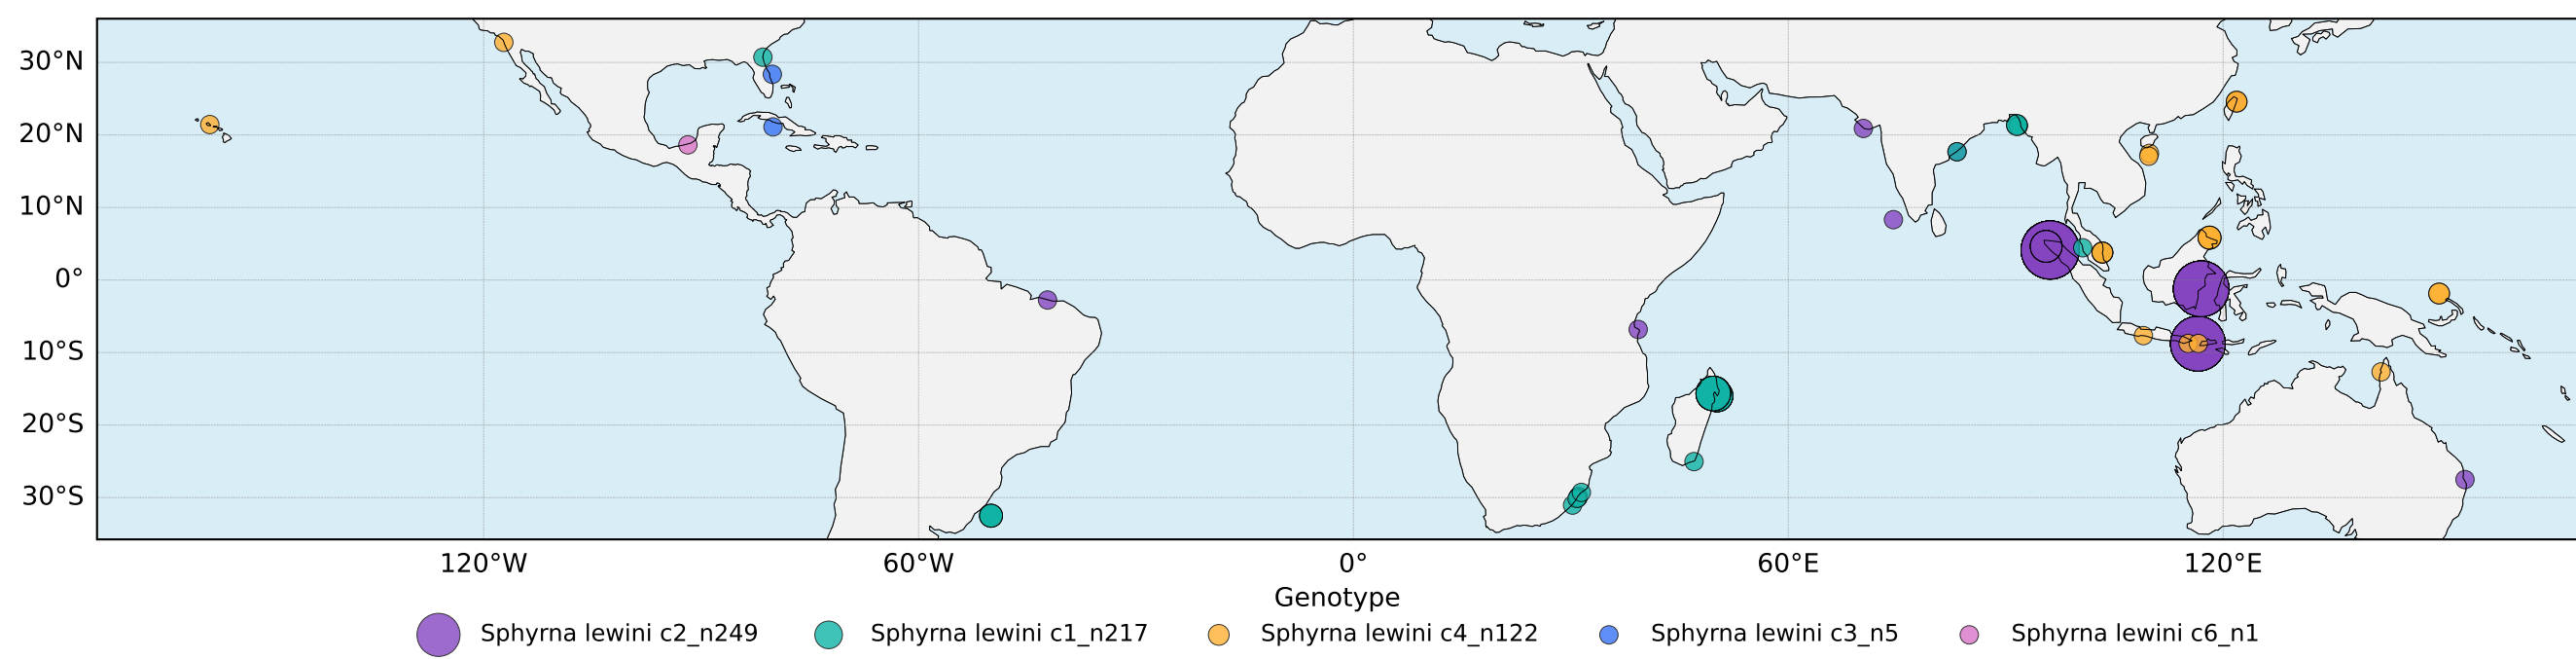 30°N
20°N
10°N
0°
10°S
20°S
30°S
120°W 60°W 0° 60°E 120°E
Genotype
Sphyrna lewini c2_n249 Sphyrna lewini c1_n217 Sphyrna lewini c4_n122 Sphyrna lewini c3_n5 Sphyrna lewini c6_n1